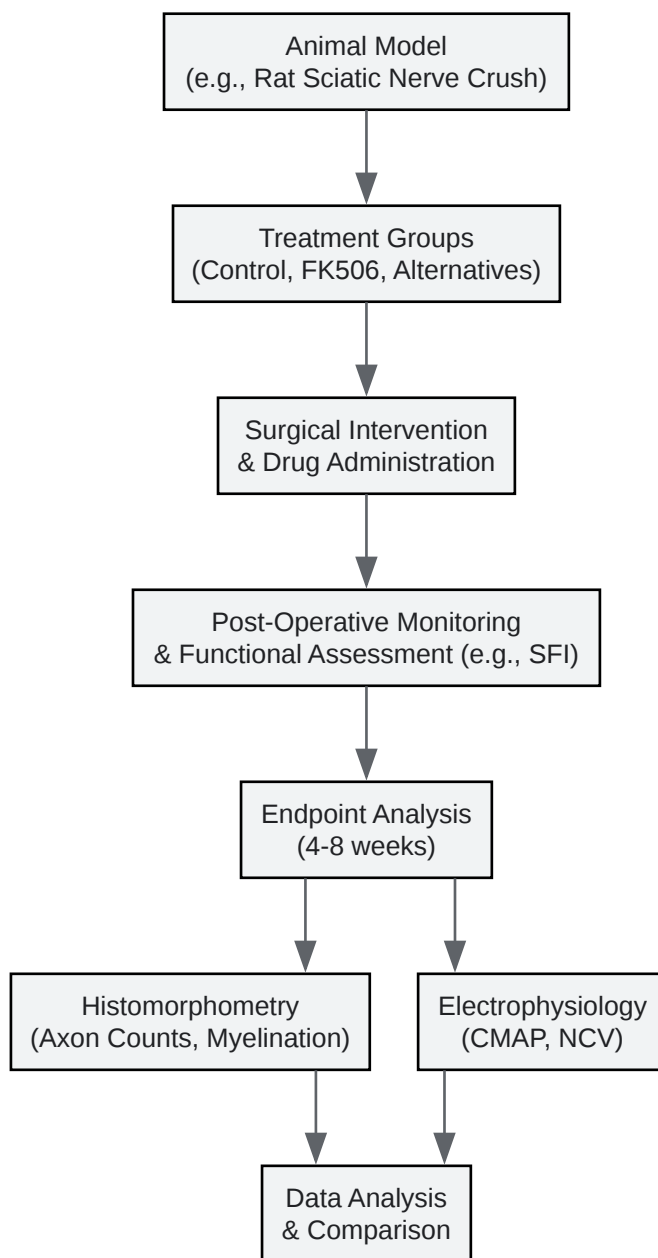 Animal Model
(e.g., Rat Sciatic Nerve Crush)
Treatment Groups
(Control, FK506, Alternatives)
Surgical Intervention
& Drug Administration
Post-Operative Monitoring
& Functional Assessment (e.g., SFI)
Endpoint Analysis
(4-8 weeks)
Histomorphometry
(Axon Counts, Myelination)
Electrophysiology
(CMAP, NCV)
Data Analysis
& Comparison